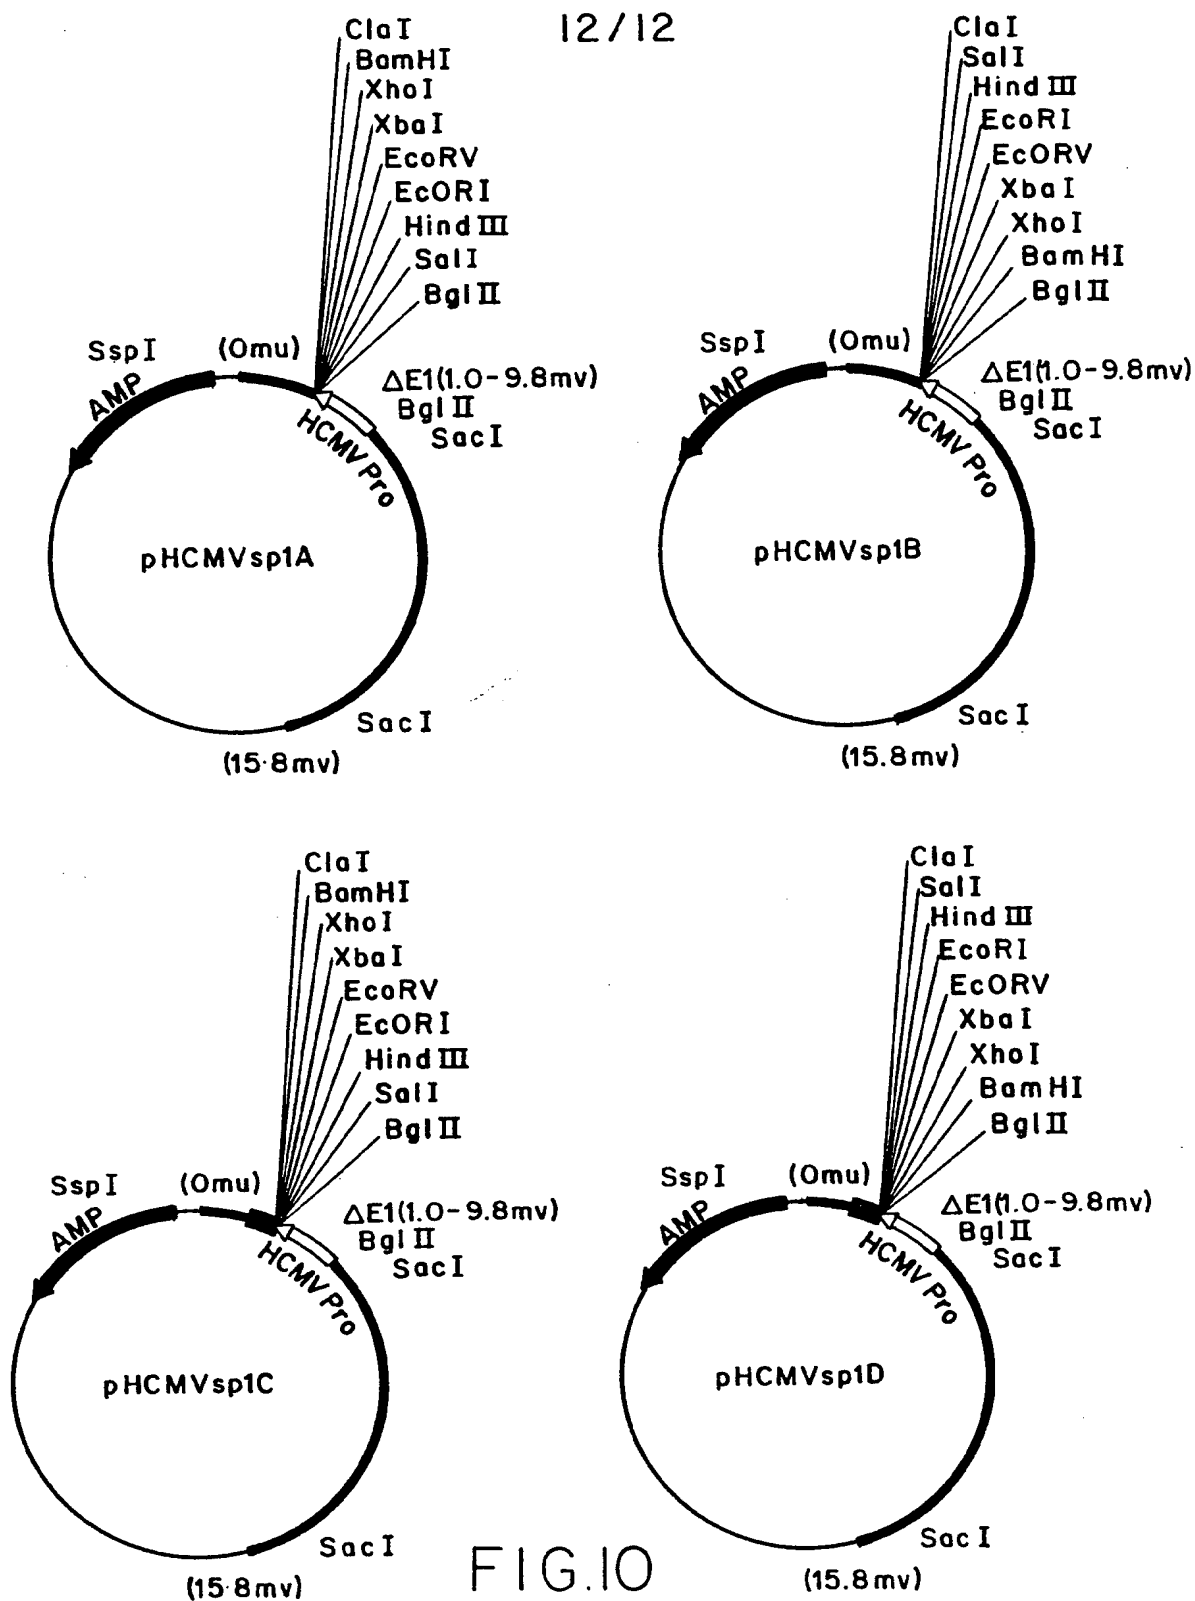 12/12
ClaI
BamHI
XhoI
XbaI
EcoRV
EcORI
Hind III
SalI
BglII
SspI
(0mu)
AMP
ΔE1(1.0-9.8mv)
BglII
SacI
HCMV Pro
pHCMVsp1A
SacI
(15·8mv)
ClaI
SalI
Hind III
EcoRI
EcORV
XbaI
XhoI
BamHI
BglII
SspI
(0mu)
AMP
ΔE1(1.0-9.8mv)
BglII
SacI
HCMV Pro
pHCMVsp1B
SacI
(15.8mv)
ClaI
BamHI
XhoI
XbaI
EcoRV
EcORI
Hind III
SalI
BglII
SspI
(0mu)
AMP
ΔE1(1.0-9.8mv)
BglII
SacI
HCMV Pro
pHCMVsp1C
SacI
(15·8mv)
ClaI
SalI
Hind III
EcoRI
EcORV
XbaI
XhoI
BamHI
BglII
SspI
(0mu)
AMP
ΔE1(1.0-9.8mv)
BglII
SacI
HCMV Pro
pHCMVsp1D
SacI
(15.8mv)
FIG.10